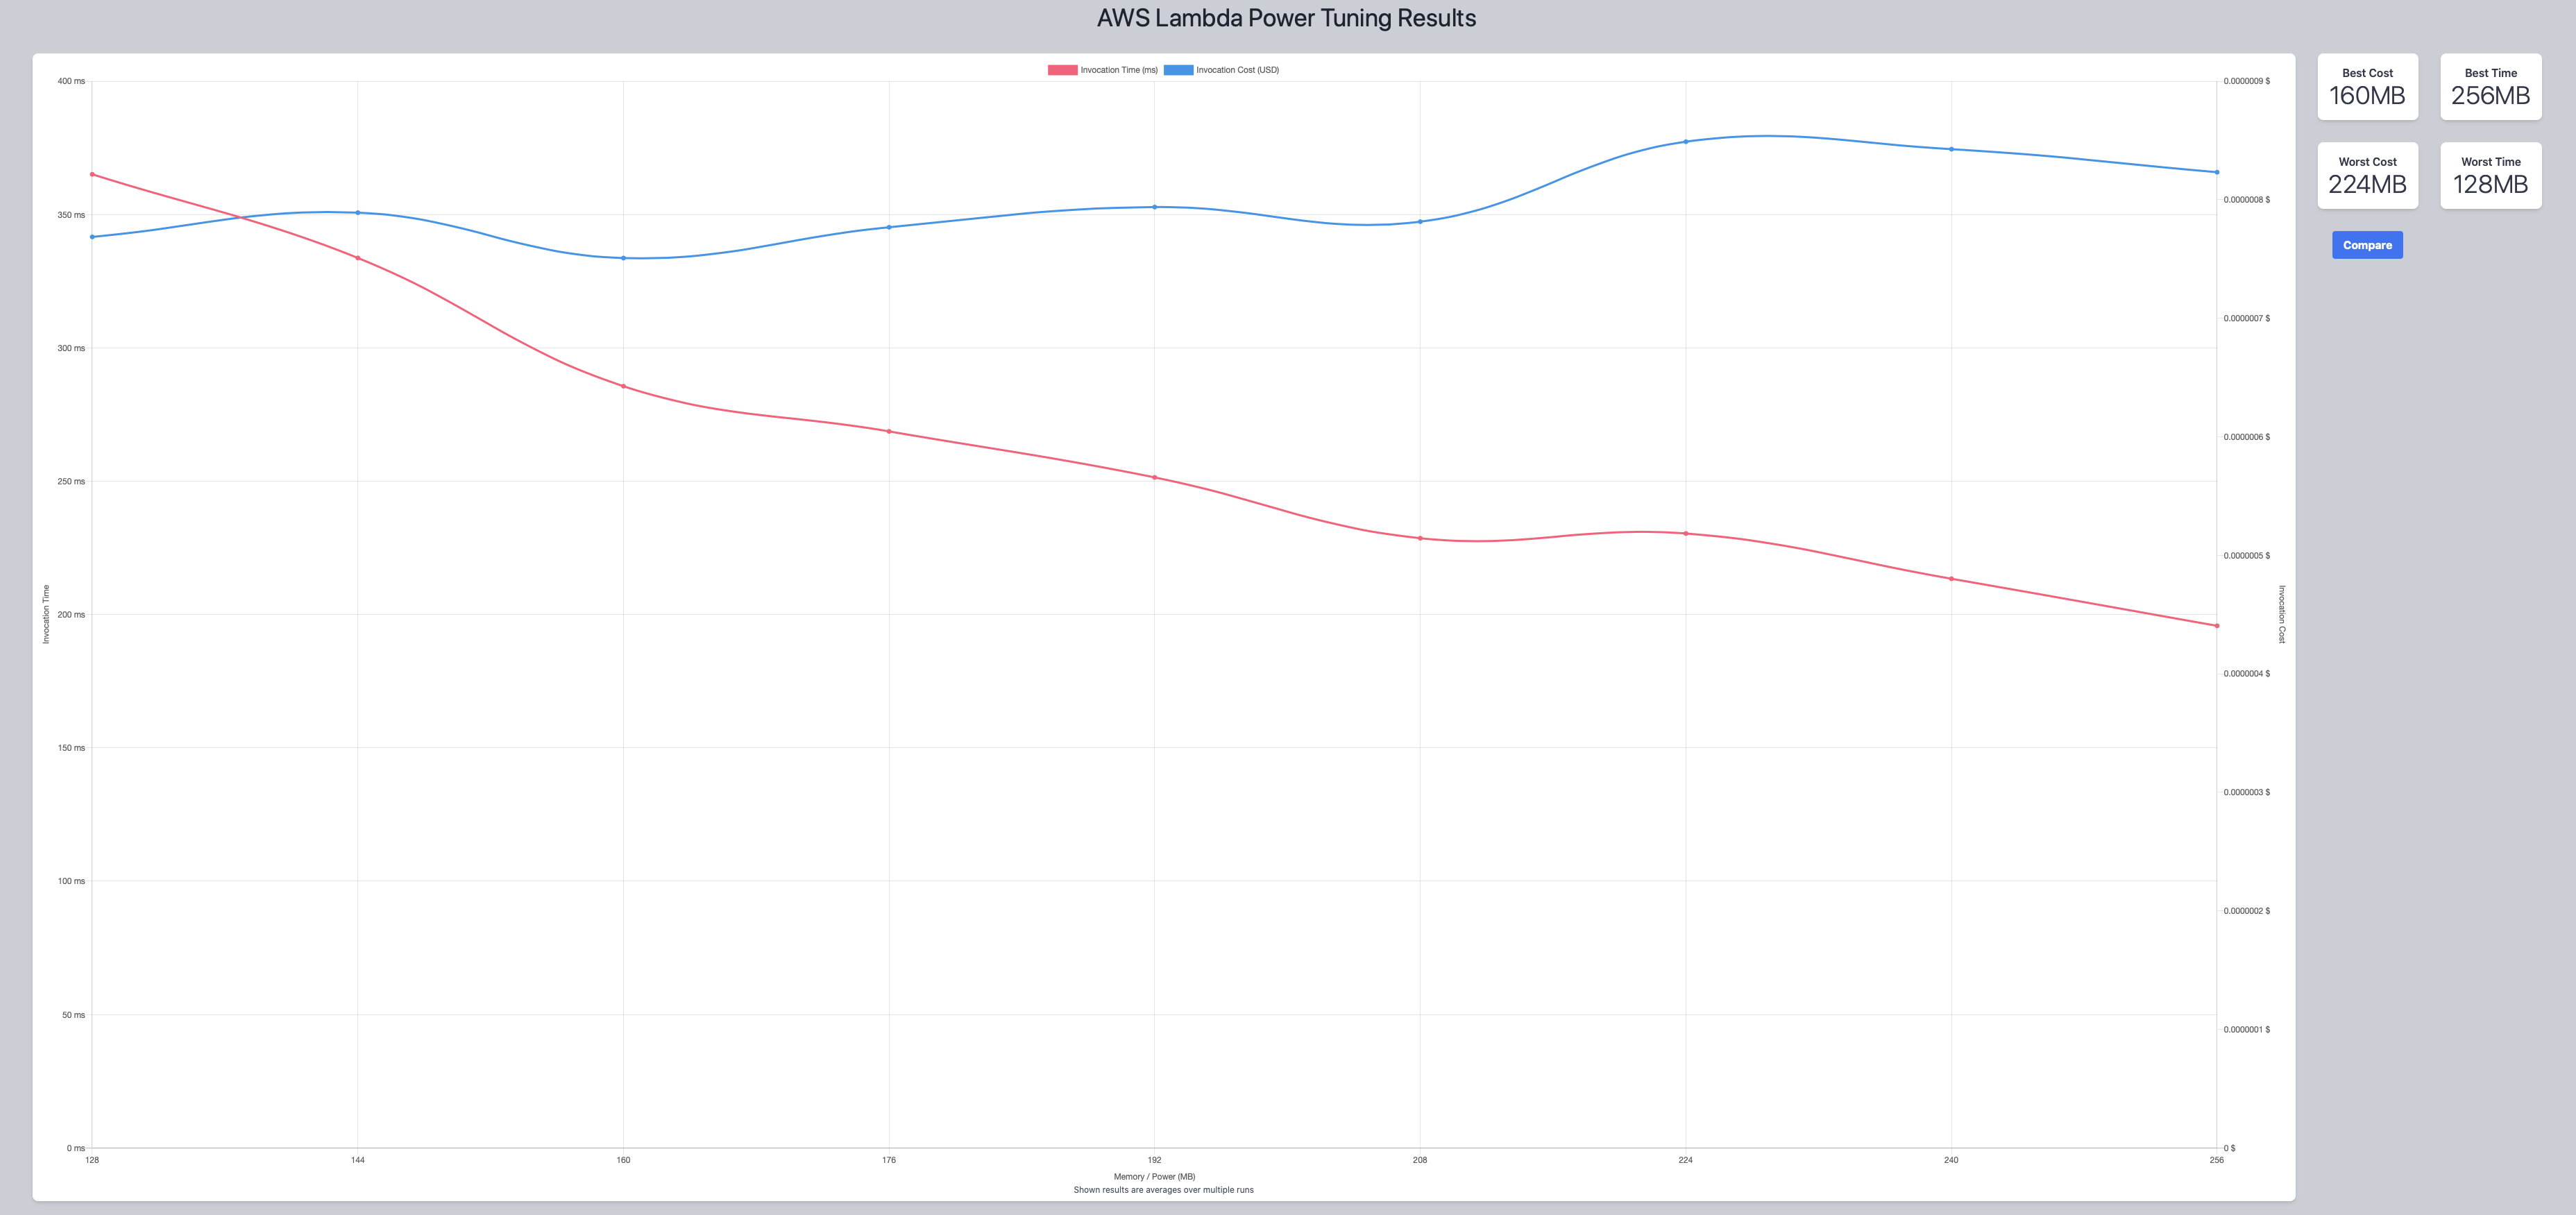 AWS Lambda Power Tuning Results
Invocation Time (ms) Invocation Cost (USD)
400 ms
350 ms
300 ms
250 ms
200 ms
150 ms
100 ms
50 ms
0 ms
Invocation Time
0.0000009 $
0.0000008 $
0.0000007 $
0.0000006 $
0.0000005 $
0.0000004 $
0.0000003 $
0.0000002 $
0.0000001 $
0 $
Invocation Cost
128 144 160 176 192 208 224 240 256
Memory / Power (MB)
Shown results are averages over multiple runs
Best Cost
160MB
Best Time
256MB
Worst Cost
224MB
Worst Time
128MB
Compare